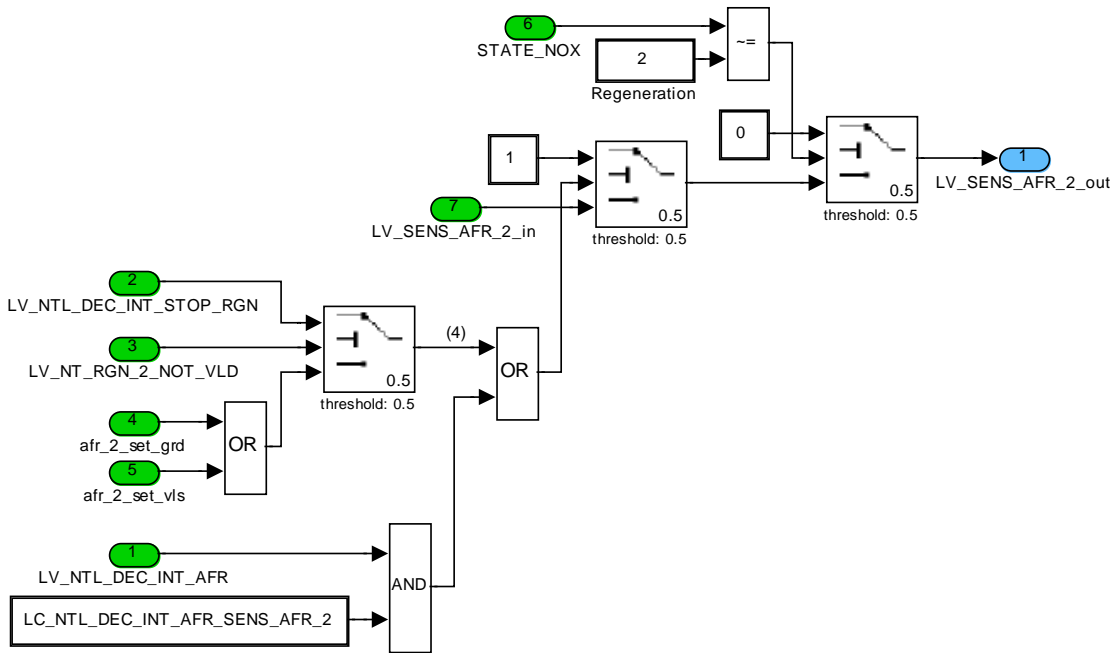 6
STATE_NOX
~=
2
Regeneration
0
1
LV_SENS_AFR_2_out
1
0.5
threshold: 0.5
7
LV_SENS_AFR_2_in
0.5
threshold: 0.5
2
LV_NTL_DEC_INT_STOP_RGN
3
LV_NT_RGN_2_NOT_VLD
(4)
OR
0.5
threshold: 0.5
4
afr_2_set_grd
OR
5
afr_2_set_vls
1
LV_NTL_DEC_INT_AFR
AND
LC_NTL_DEC_INT_AFR_SENS_AFR_2